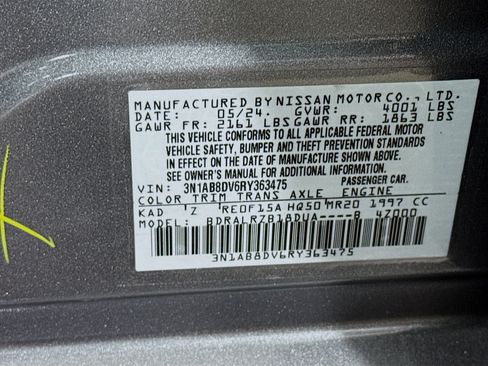 MANUFACTURED BY NISSAN MOTOR CO., LTD.
DATE: 05/24 GVWR: 4001 LBS
GAWR FR: 2161 LBS GAWR RR: 1863 LBS
THIS VEHICLE CONFORMS TO ALL APPLICABLE FEDERAL MOTOR
VEHICLE SAFETY, BUMPER AND THEFT PREVENTION STANDARDS
IN EFFECT ON THE DATE OF MANUFACTURE SHOWN ABOVE.
SEE OWNER'S MANUAL FOR ADDITIONAL INFORMATION.
VIN: 3N1AB8DV6RY363475 PASSENGER CAR.
COLOR TRIM TRANS AXLE ENGINE
KAD Z RE0F15A HQ50 MR20 1997 CC
MODEL: BDRALRZB18DUA----B 4Z000
3N1AB8DV6RY363475